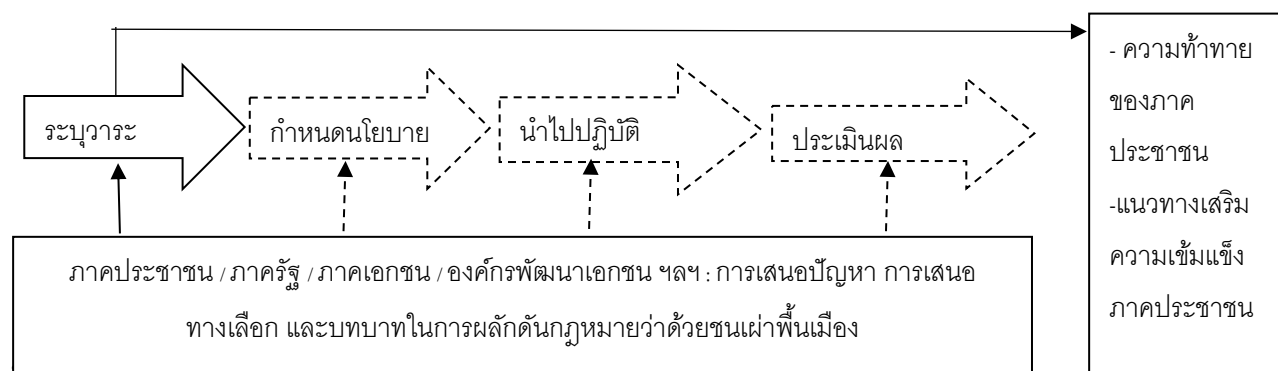 ระบุวาระ
กำหนดนโยบาย
นำไปปฏิบัติ
ประเมินผล
- ความท้าทาย
ของภาค
ประชาชน
-แนวทางเสริม
ความเข้มแข็ง
ภาคประชาชน
ภาคประชาชน / ภาครัฐ / ภาคเอกชน / องค์กรพัฒนาเอกชน ฯลฯ : การเสนอปัญหา การเสนอ
ทางเลือก และบทบาทในการผลักดันกฎหมายว่าด้วยชนเผ่าพื้นเมือง